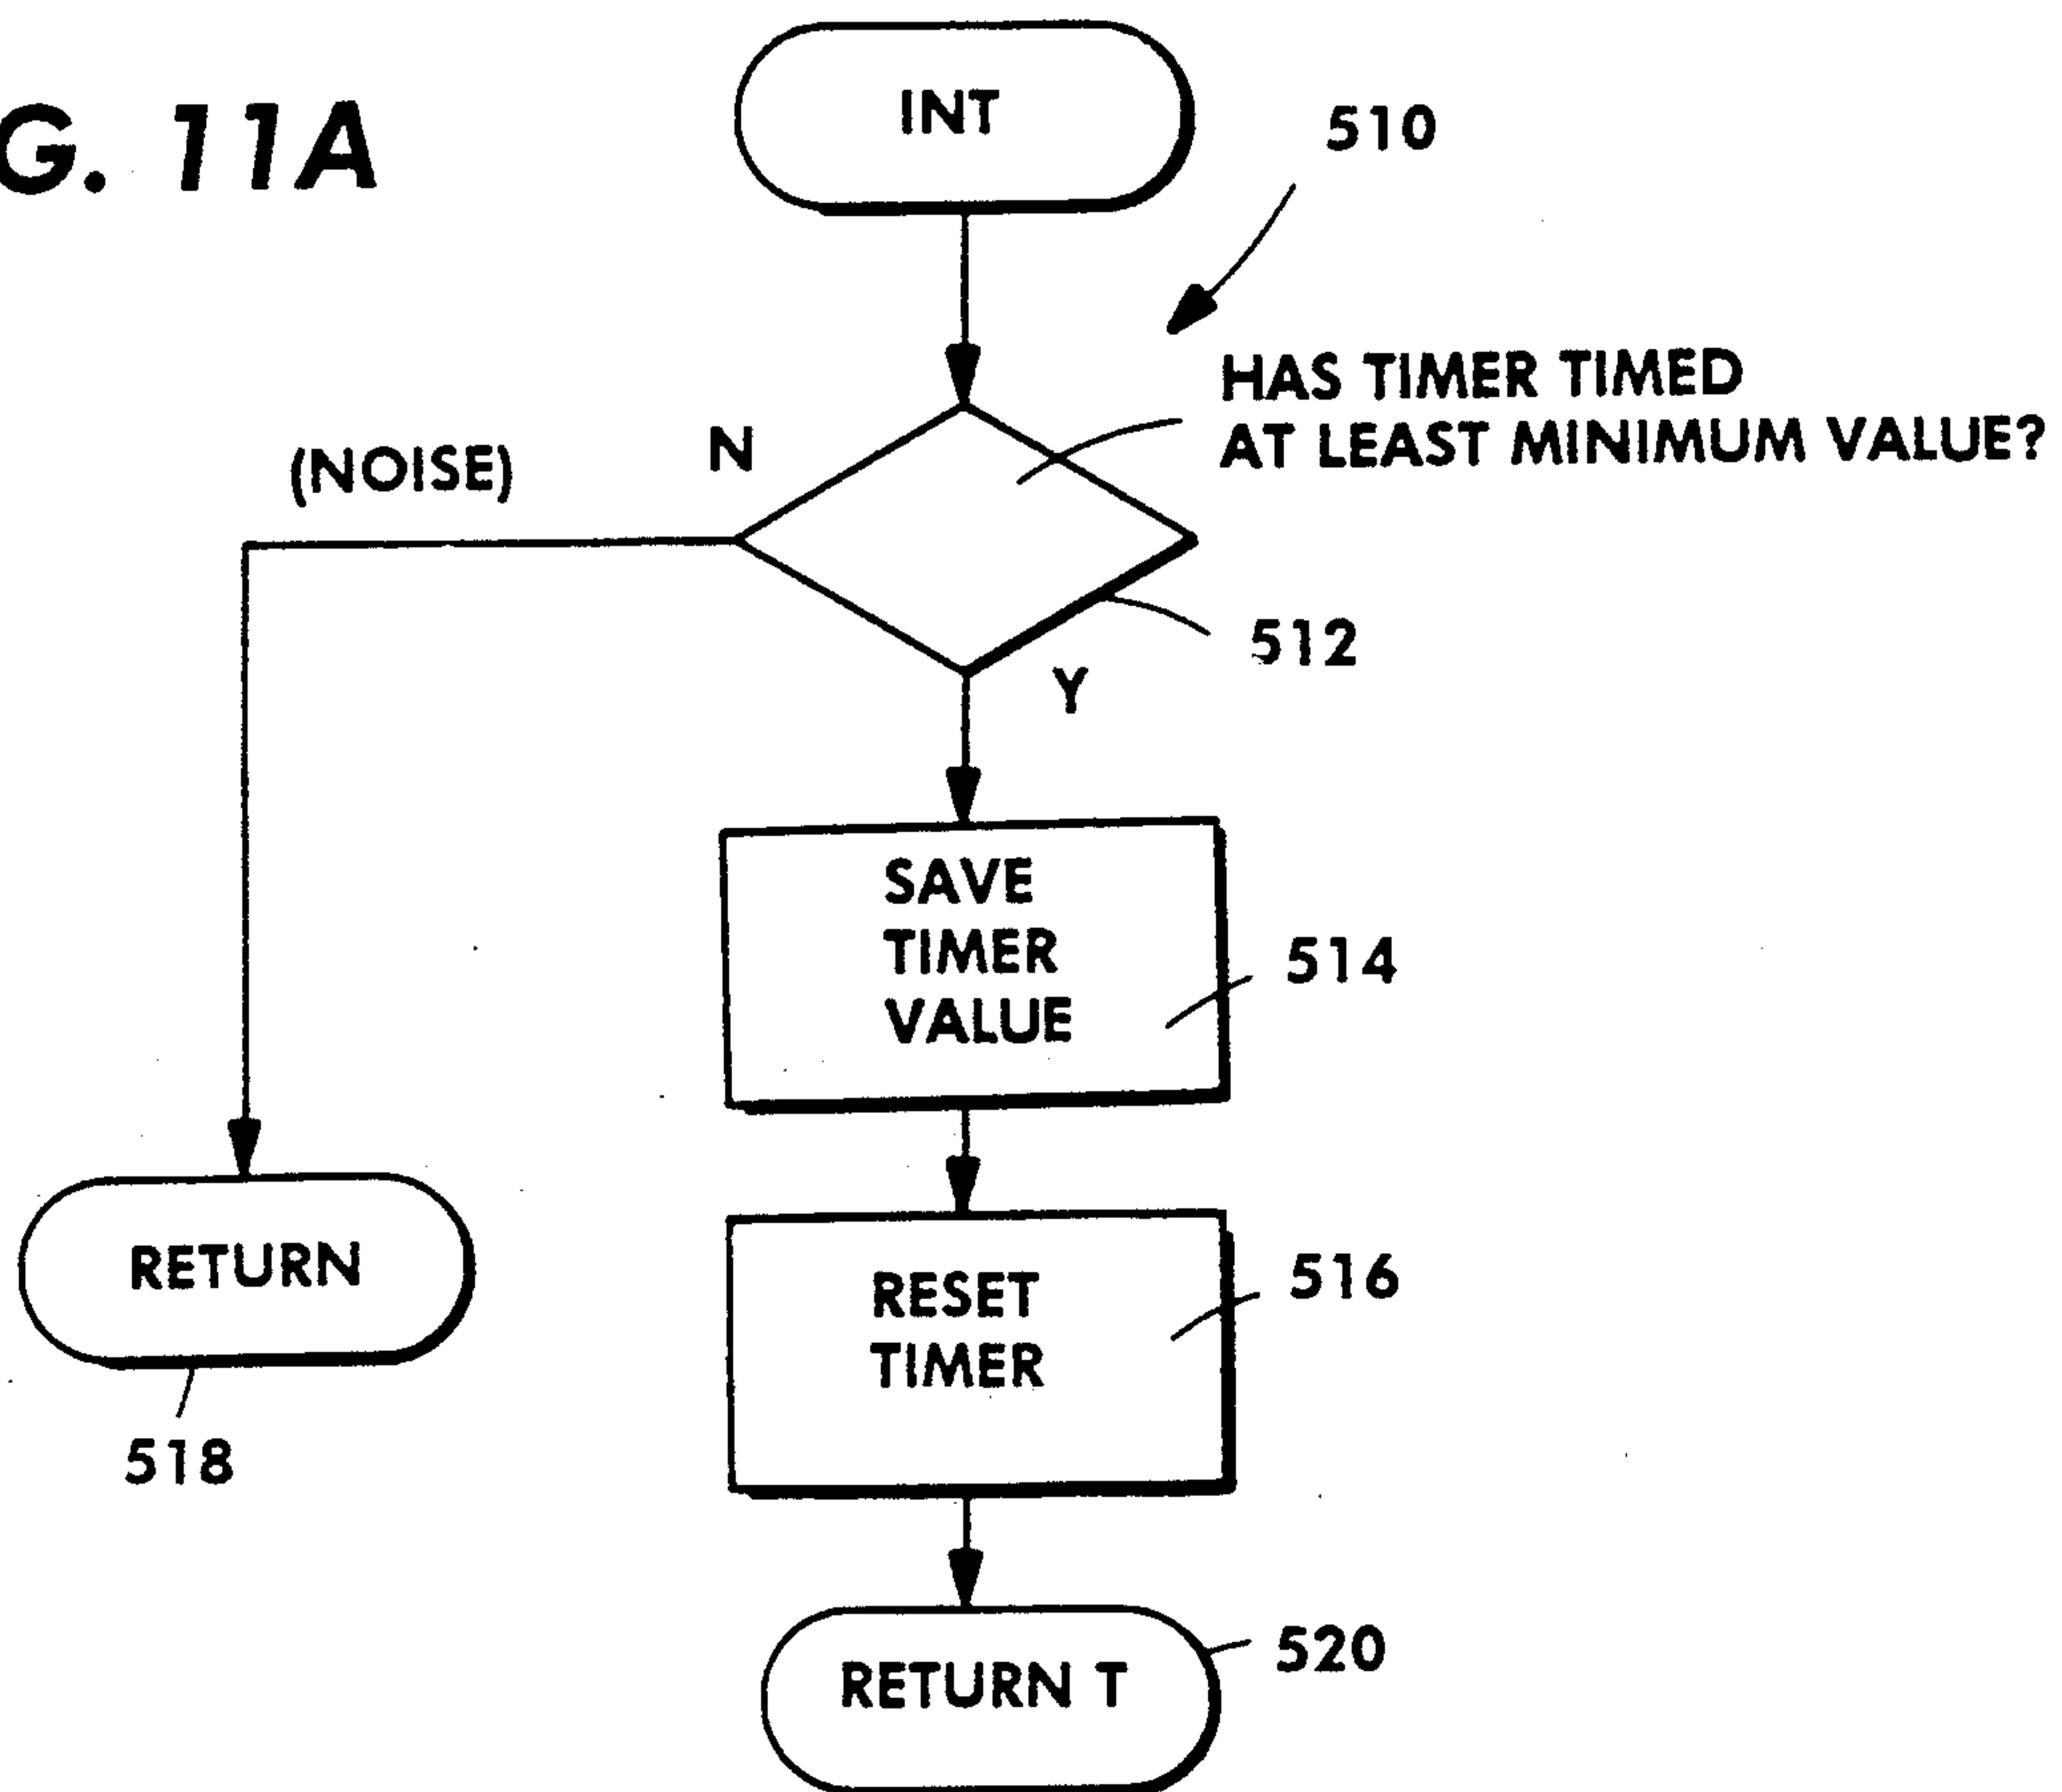 G. 11A
INT
510
HAS TIMER TIMED
AT LEAST MINIMUM VALUE?
(NOISE)
N
512
Y
SAVE
TIMER
VALUE
514
RETURN
518
RESET
TIMER
516
RETURN T
520